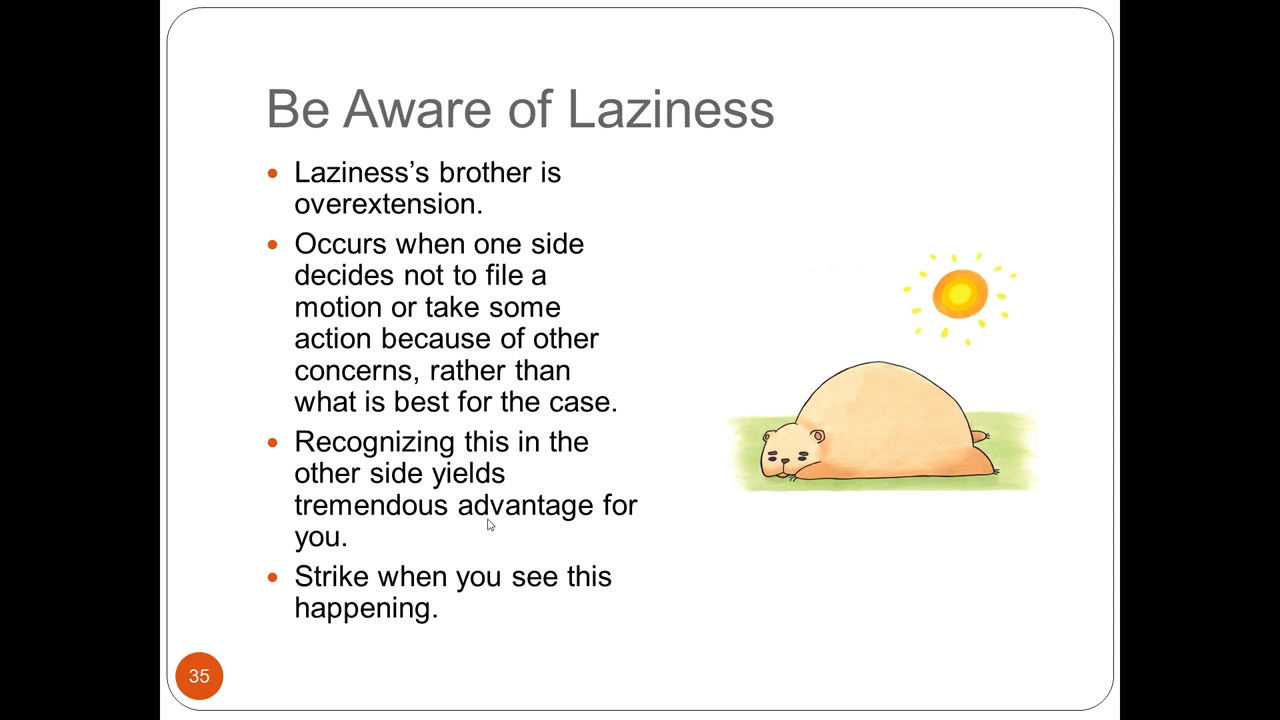 Be Aware of Laziness
Laziness’s brother is
overextension.
Occurs when one side
decides not to file a
motion or take some
action because of other
concerns, rather than
what is best for the case.
Recognizing this in the
other side yields
tremendous advantage for
you.
Strike when you see this
happening.
35